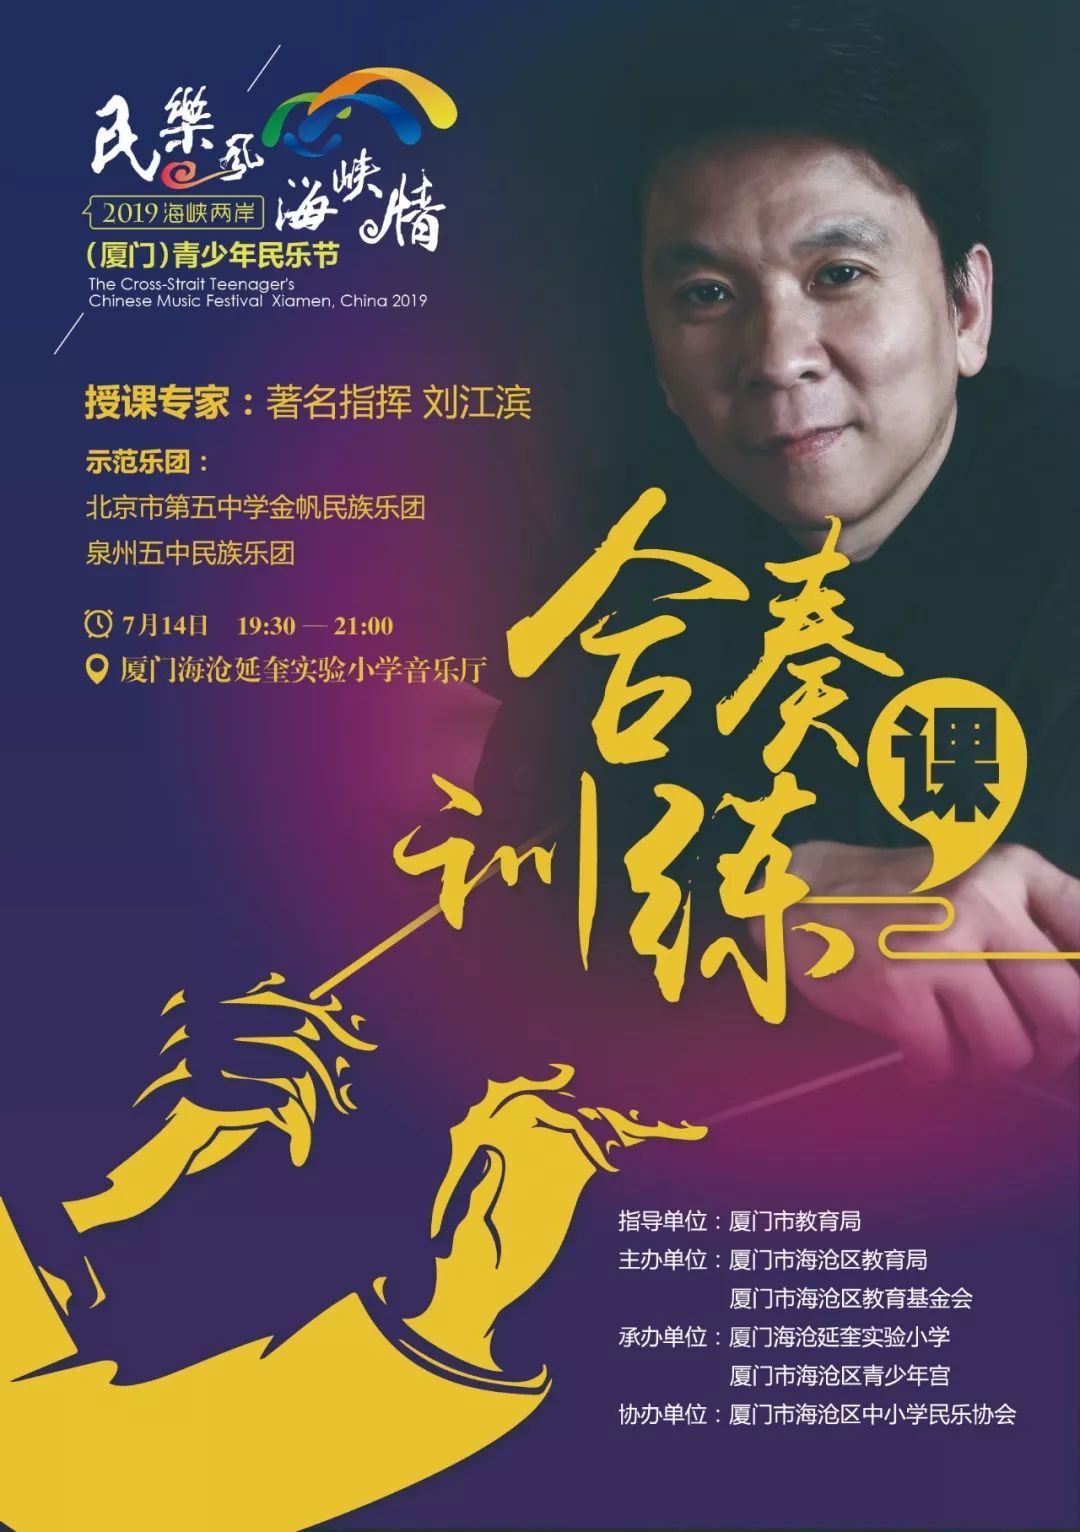 民樂風
海峡情
2019海峡两岸
（厦门）青少年民乐节
The Cross-Strait Teenager's
Chinese Music Festival Xiamen, China 2019
授课专家：著名指挥 刘江滨
示范乐团：
北京市第五中学金帆民族乐团
泉州五中民族乐团
7月14日 19:30 — 21:00
厦门海沧延奎实验小学音乐厅
合奏
训练课
指导单位：厦门市教育局
主办单位：厦门市海沧区教育局
厦门市海沧区教育基金会
承办单位：厦门海沧延奎实验小学
厦门市海沧区青少年宫
协办单位：厦门市海沧区中小学民乐协会